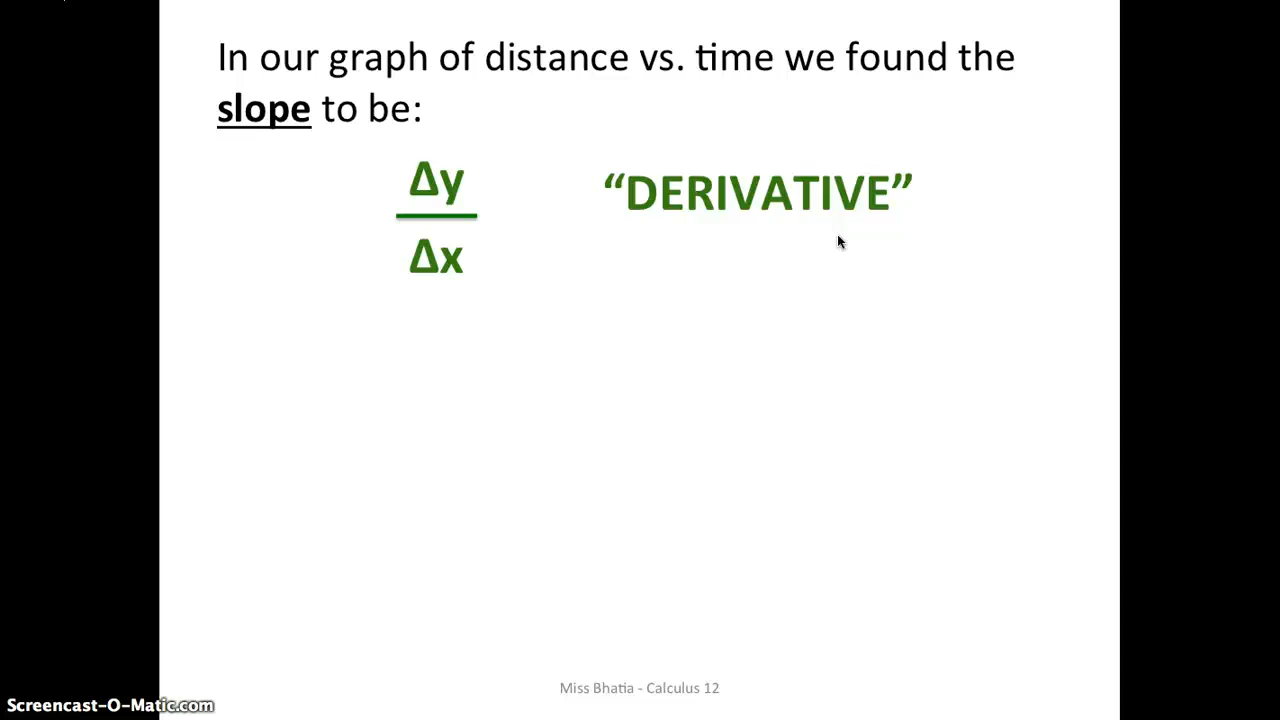 In our graph of distance vs. time we found the
slope to be:
Δy
Δx
“DERIVATIVE”
Miss Bhatia - Calculus 12
Screencast-O-Matic.com